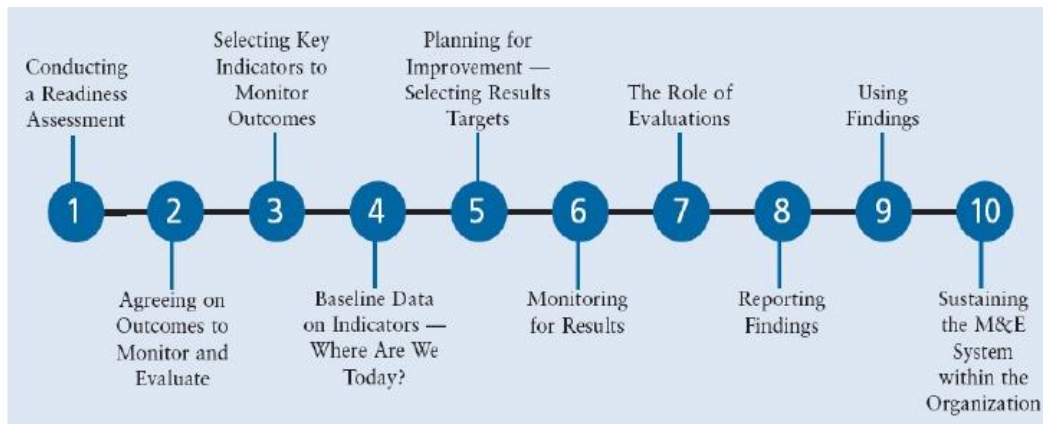 Conducting
a Readiness
Assessment
Selecting Key
Indicators to
Monitor
Outcomes
Planning for
Improvement —
Selecting Results
Targets
The Role of
Evaluations
Using
Findings
1
2
3
4
5
6
7
8
9
10
Agreeing on
Outcomes to
Monitor and
Evaluate
Baseline Data
on Indicators —
Where Are We
Today?
Monitoring
for Results
Reporting
Findings
Sustaining
the M&E
System
within the
Organization